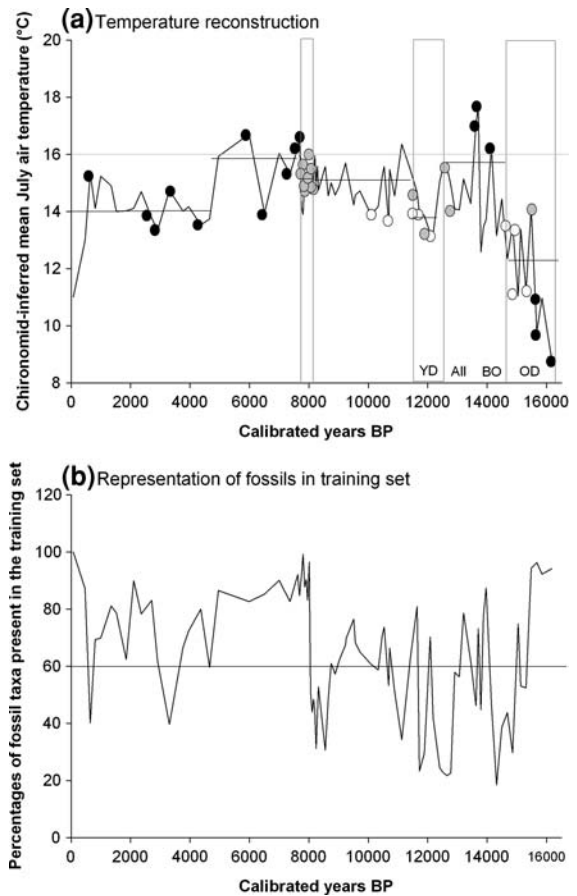 (a) Temperature reconstruction
Chironomid-inferred mean July air temperature (°C)
20
18
16
14
12
10
8
YD
All
BO
OD
0 2000 4000 6000 8000 10000 12000 14000 16000
Calibrated years BP
(b) Representation of fossils in training set
Percentages of fossil taxa present in the training set
120
100
80
60
40
20
0
0 2000 4000 6000 8000 10000 12000 14000 16000
Calibrated years BP